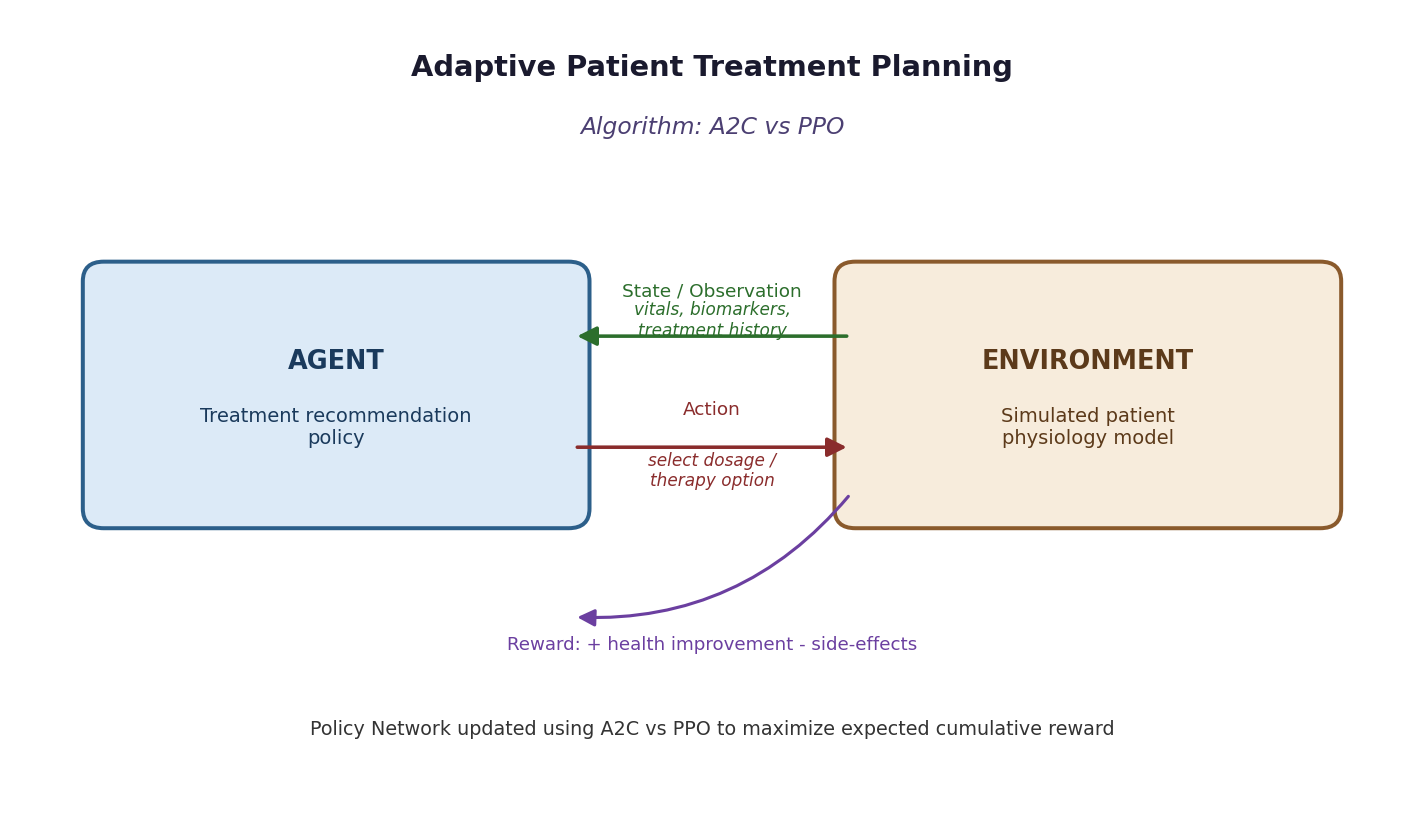 Adaptive Patient Treatment Planning
Algorithm: A2C vs PPO
AGENT
Treatment recommendation
policy
State / Observation
vitals, biomarkers,
treatment history
Action
select dosage /
therapy option
ENVIRONMENT
Simulated patient
physiology model
Reward: + health improvement - side-effects
Policy Network updated using A2C vs PPO to maximize expected cumulative reward